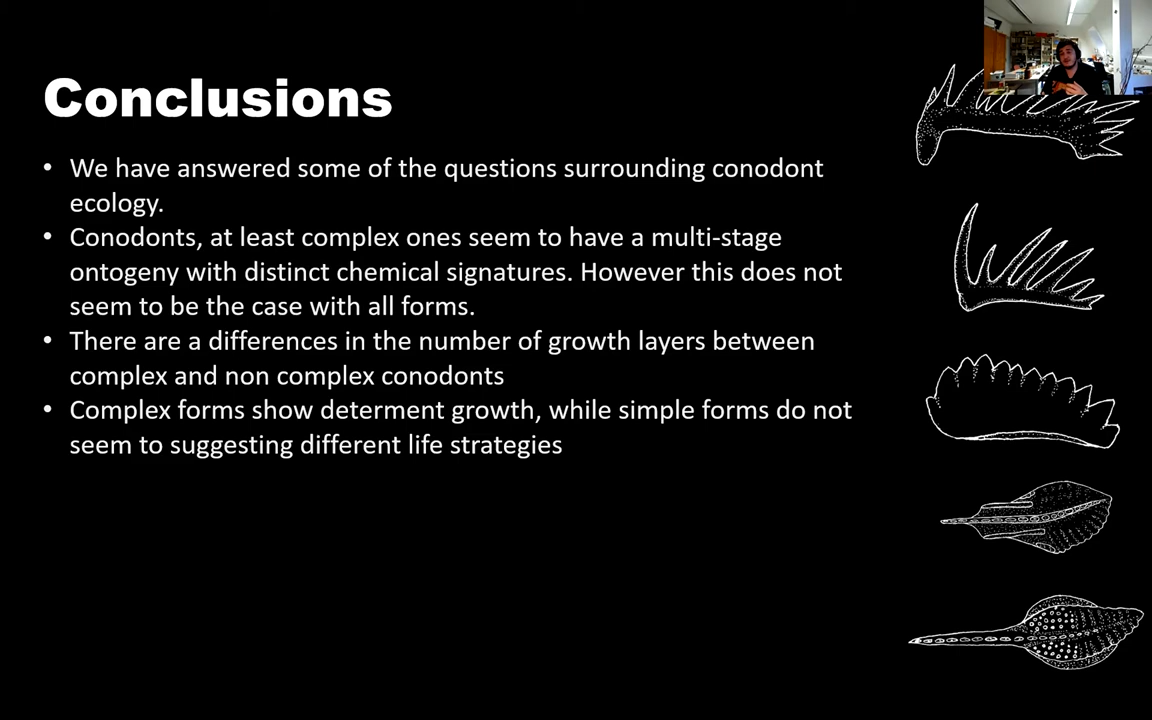 Conclusions
• We have answered some of the questions surrounding conodont
ecology.
• Conodonts, at least complex ones seem to have a multi-stage
ontogeny with distinct chemical signatures. However this does not
seem to be the case with all forms.
• There are a differences in the number of growth layers between
complex and non complex conodonts
• Complex forms show determent growth, while simple forms do not
seem to suggesting different life strategies